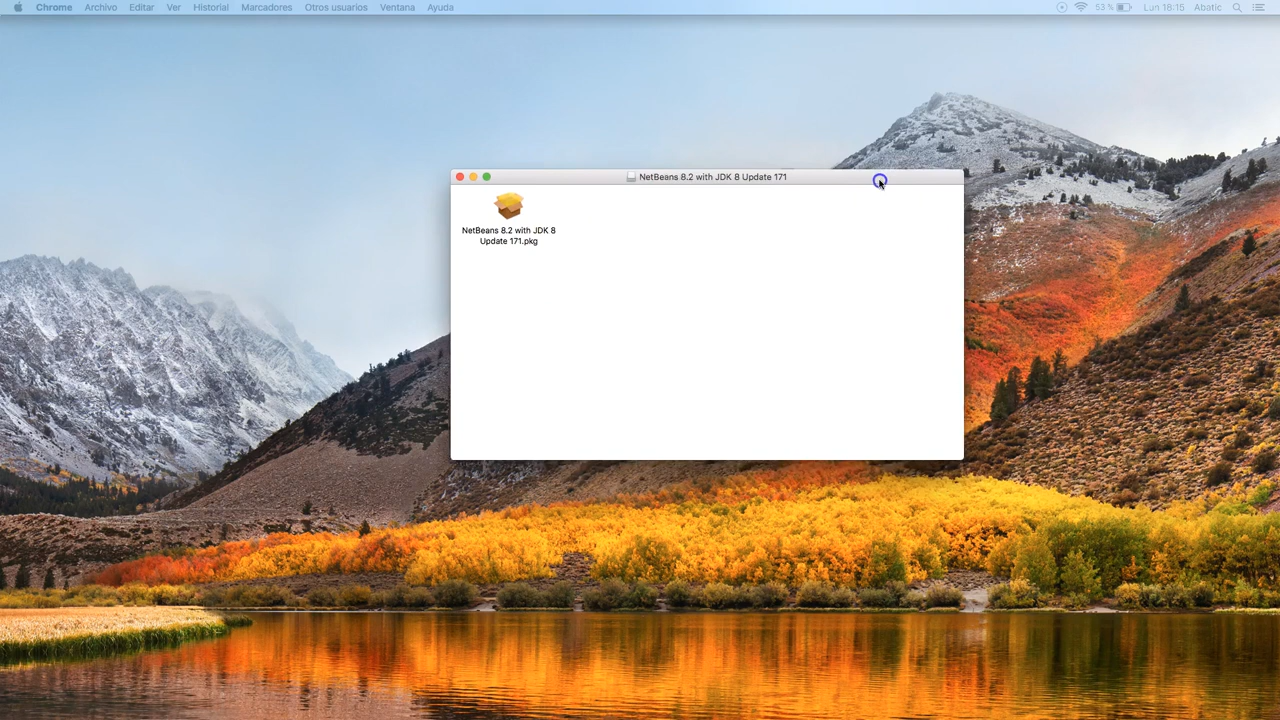 Chrome Archivo Editar Ver Historial Marcadores Otros usuarios Ventana Ayuda 53 % Lun 18:15 Abatic
NetBeans 8.2 with JDK 8 Update 171
NetBeans 8.2 with JDK 8
Update 171.pkg